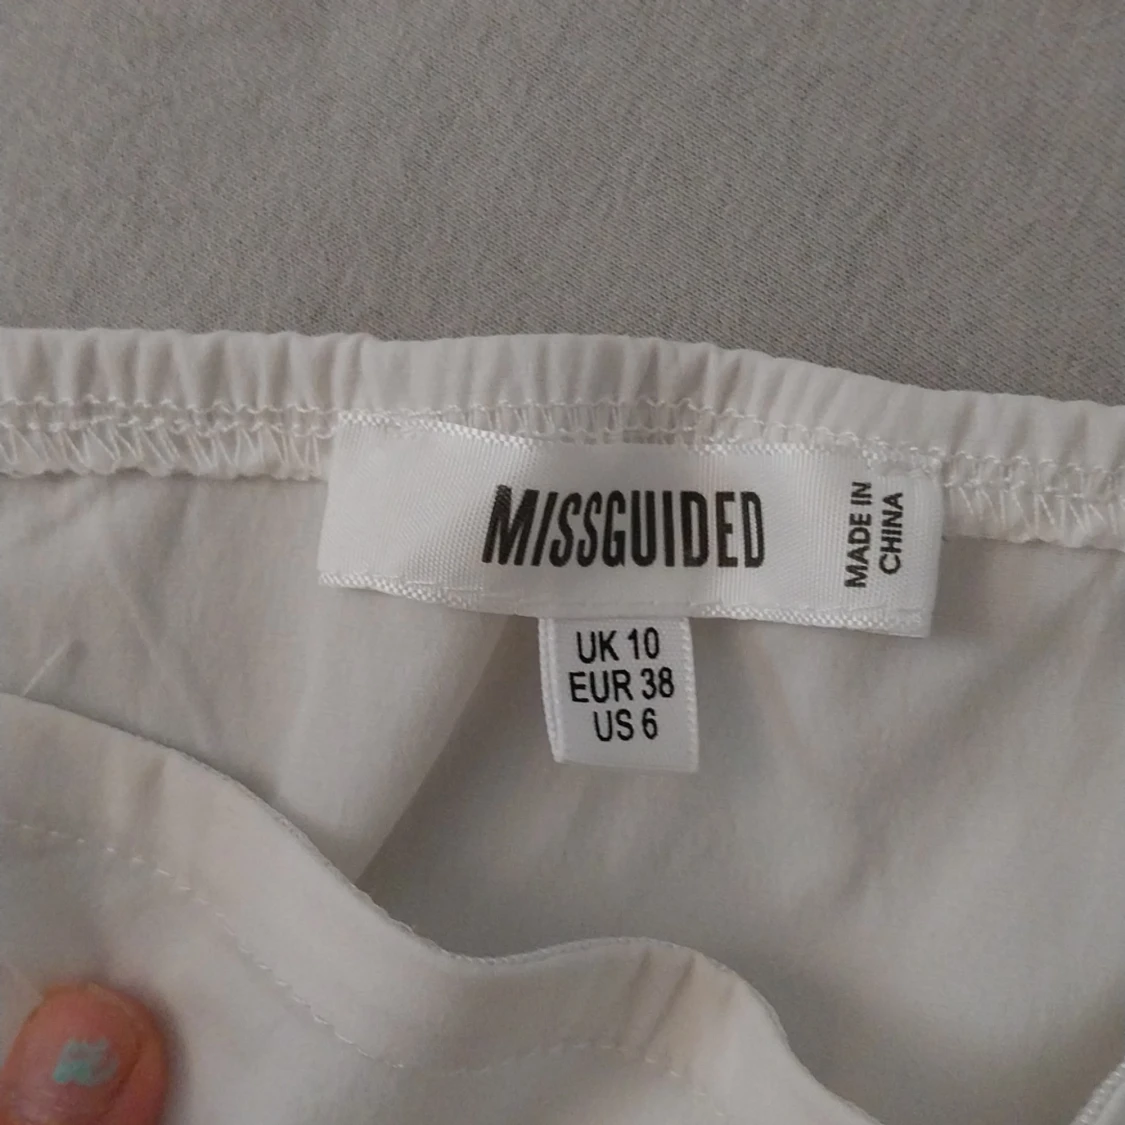 MISSGUIDED
MADE IN
CHINA
UK 10
EUR 38
US 6